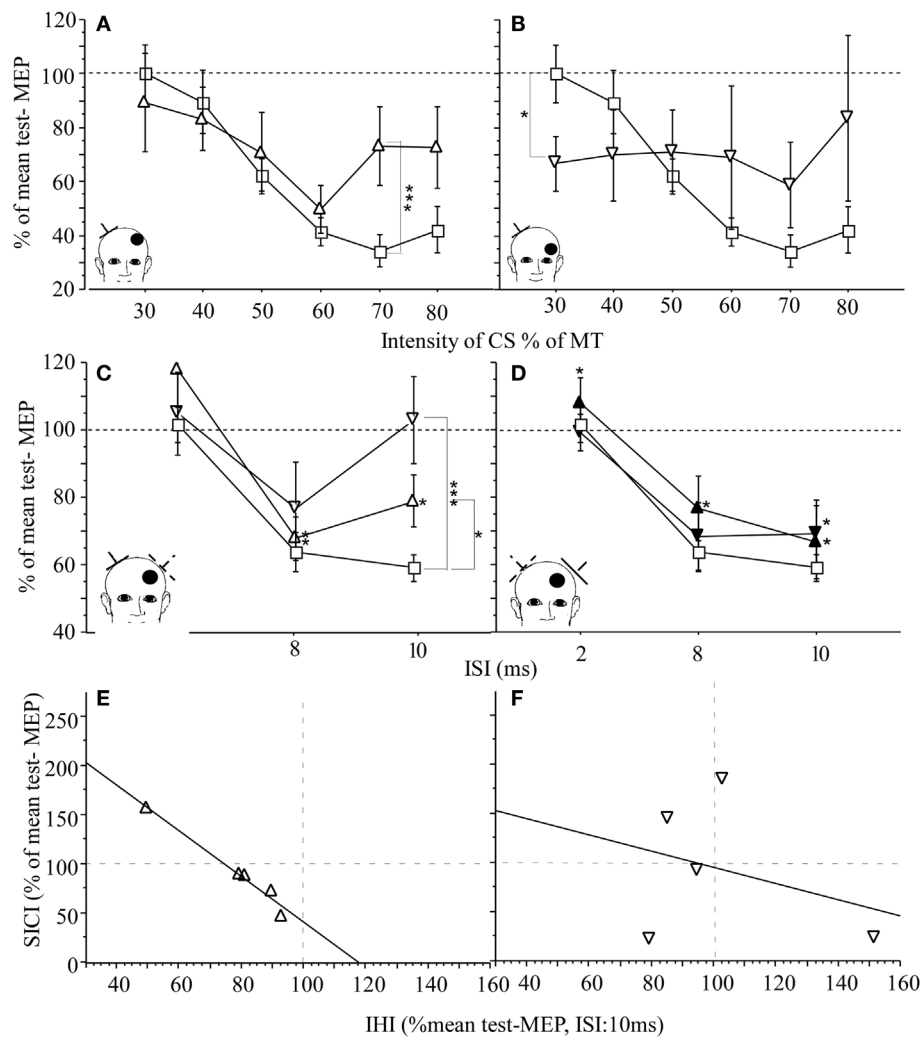 A B
% of mean test- MEP
120
100
80
60
40
20
*
***
30 40 50 60 70 80 30 40 50 60 70 80
Intensity of CS % of MT
C D
% of mean test- MEP
120
100
80
60
40
*
*
*
***
*
*
*
*
*
8 10 2 8 10
ISI (ms)
E F
SICI (% of mean test- MEP)
250
200
150
100
50
0
40 60 80 100 120 140 160 40 60 80 100 120 140 160
IHI (%mean test-MEP, ISI:10ms)